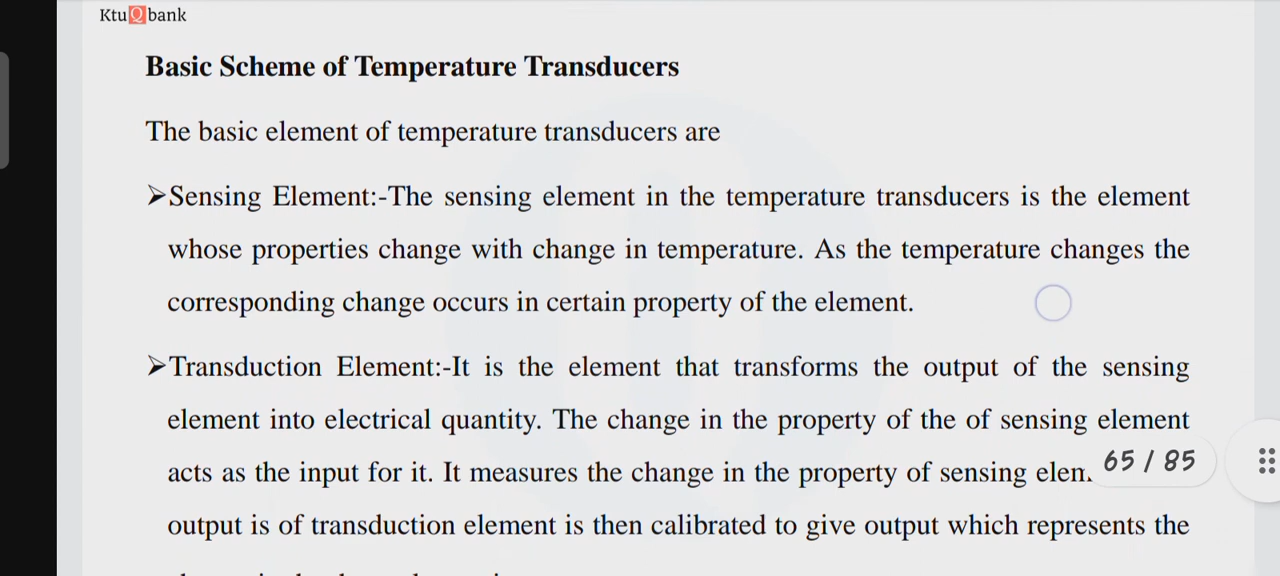 KtuQbank
Basic Scheme of Temperature Transducers
The basic element of temperature transducers are
➢Sensing Element:-The sensing element in the temperature transducers is the element
whose properties change with change in temperature. As the temperature changes the
corresponding change occurs in certain property of the element.
➢Transduction Element:-It is the element that transforms the output of the sensing
element into electrical quantity. The change in the property of the of sensing element
acts as the input for it. It measures the change in the property of sensing
65 / 85
output is of transduction element is then calibrated to give output which represents the